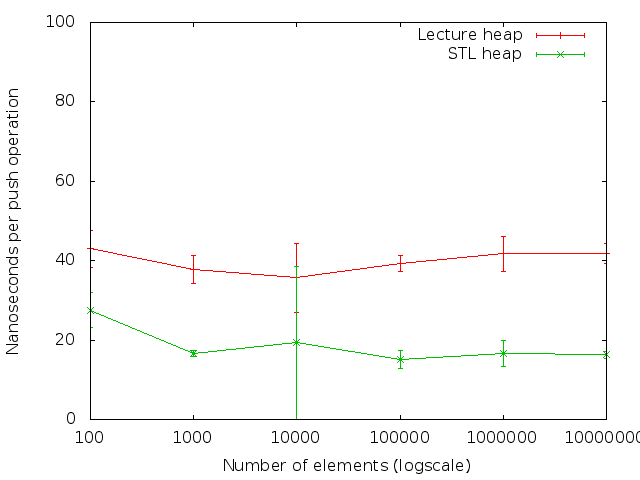 100
80
60
40
20
0
Nanoseconds per push operation
Lecture heap
STL heap
100 1000 10000 100000 1000000 10000000
Number of elements (logscale)